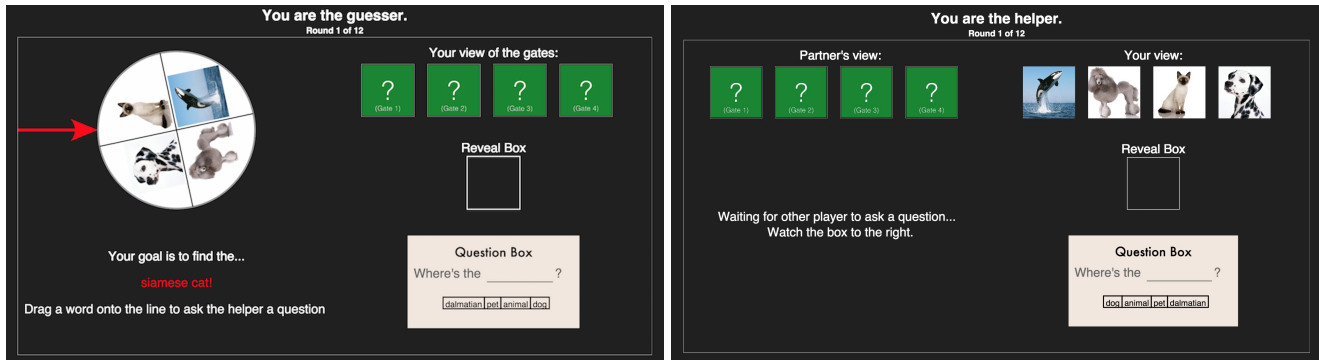 You are the guesser.
Round 1 of 12
Your view of the gates:
?
(Gate 1)
?
(Gate 2)
?
(Gate 3)
?
(Gate 4)
Reveal Box
Your goal is to find the...
siamese cat!
Drag a word onto the line to ask the helper a question
Question Box
Where's the ________ ?
dalmatian pet animal dog
You are the helper.
Round 1 of 12
Partner's view:
?
(Gate 1)
?
(Gate 2)
?
(Gate 3)
?
(Gate 4)
Your view:
Reveal Box
Waiting for other player to ask a question...
Watch the box to the right.
Question Box
Where's the ________ ?
dog animal pet dalmatian